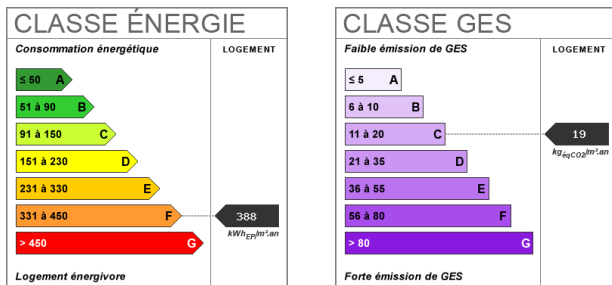 CLASSE ÉNERGIE
Consommation énergétique
LOGEMENT
≤ 50 A
51 à 90 B
91 à 150 C
151 à 230 D
231 à 330 E
331 à 450 F
388
kWhEP/m².an
> 450 G
Logement énergivore
CLASSE GES
Faible émission de GES
LOGEMENT
≤ 5 A
6 à 10 B
11 à 20 C
19
kgéqCO2/m².an
21 à 35 D
36 à 55 E
56 à 80 F
> 80 G
Forte émission de GES